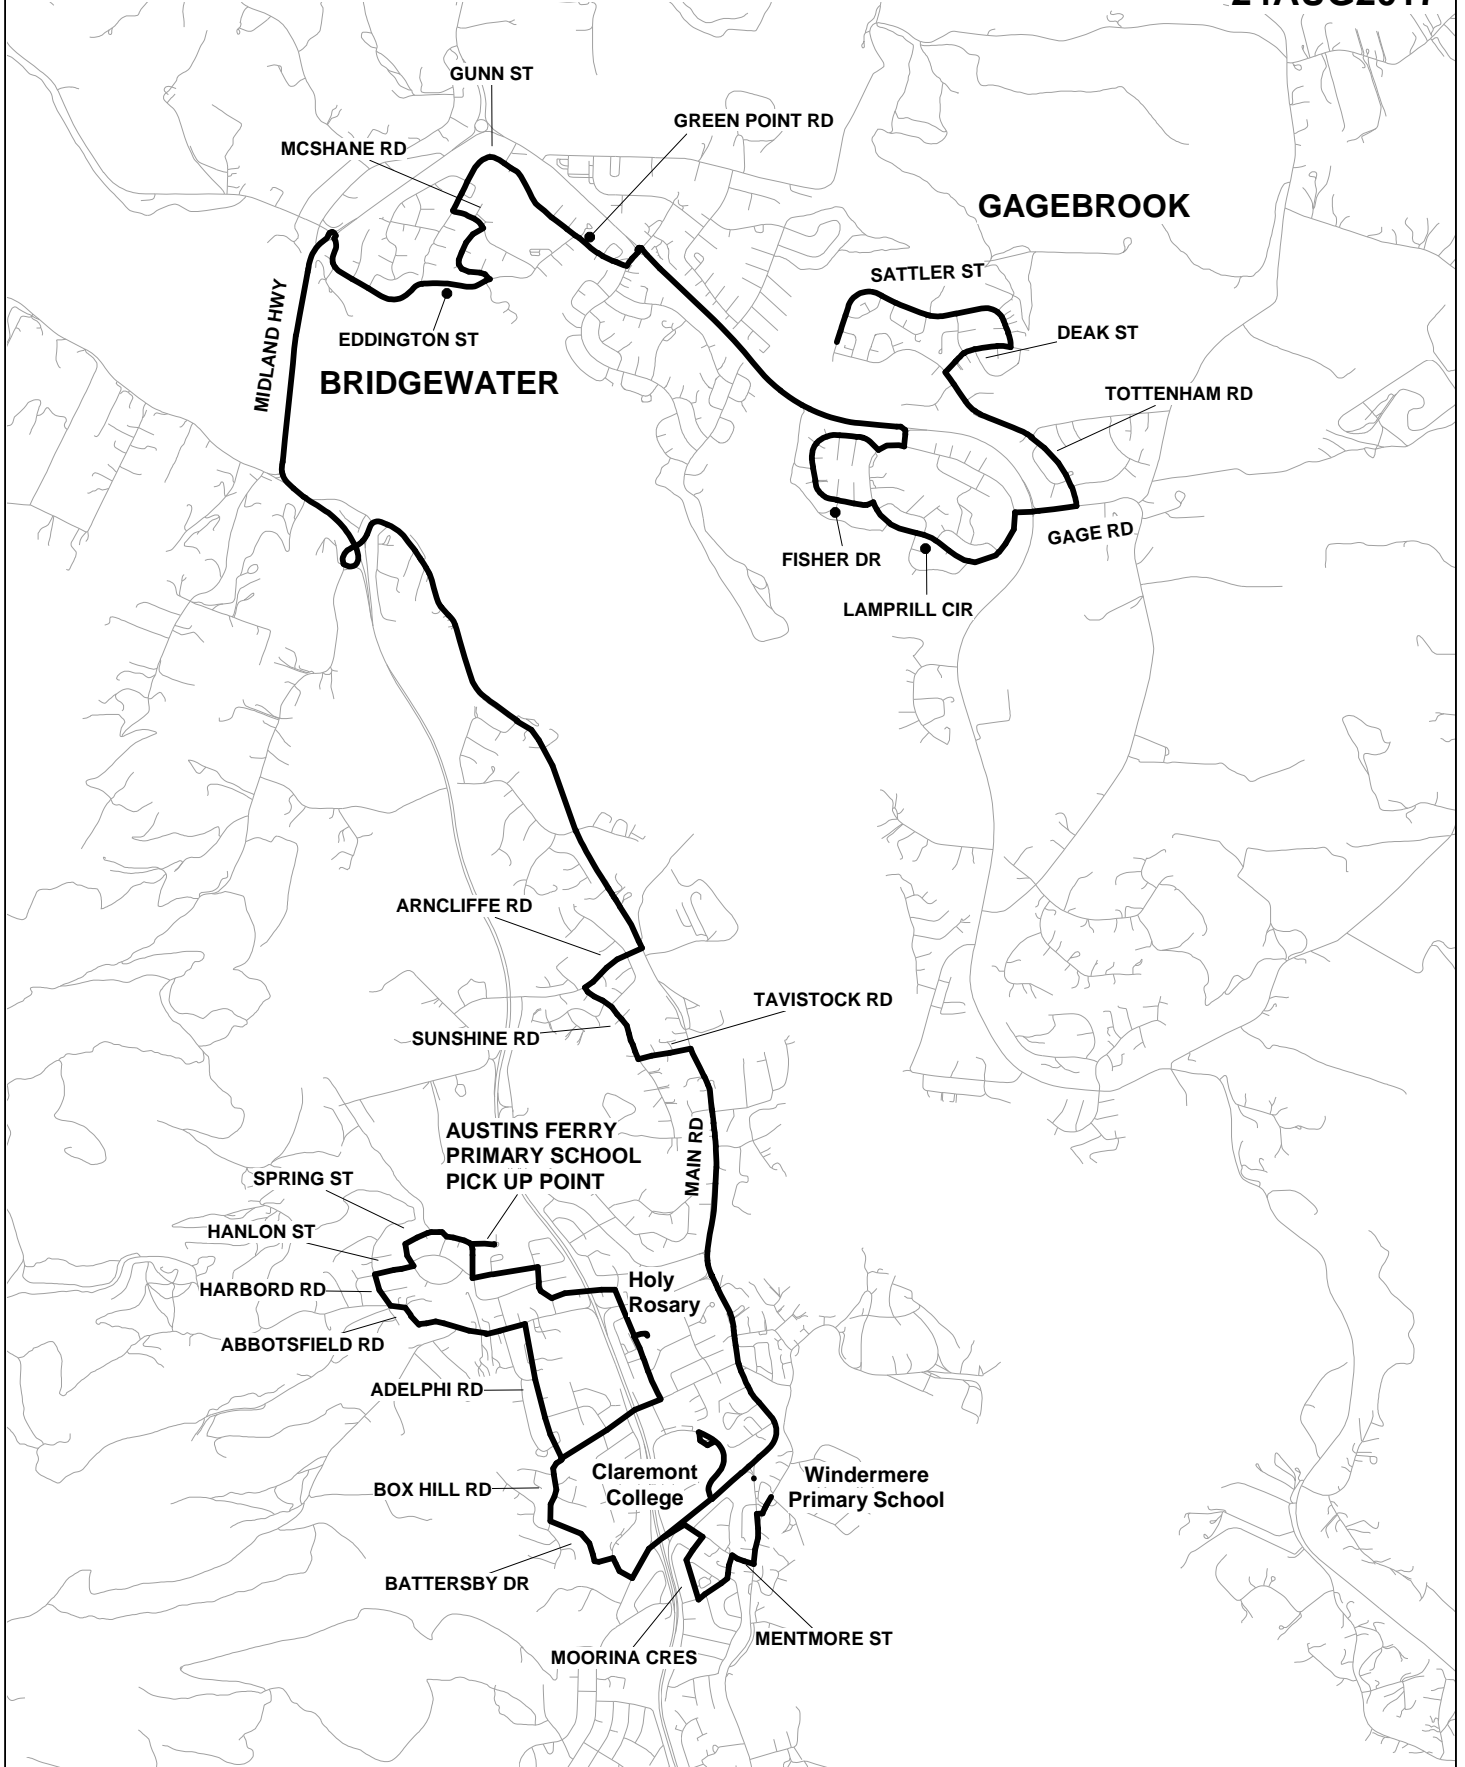 GUNN ST
GREEN POINT RD
MCSHANE RD
GAGEBROOK
SATTLER ST
DEAK ST
MIDLAND HWY
EDDINGTON ST
BRIDGEWATER
TOTTENHAM RD
GAGE RD
FISHER DR
LAMPRILL CIR
ARNCLIFFE RD
TAVISTOCK RD
SUNSHINE RD
MAIN RD
AUSTINS FERRY
PRIMARY SCHOOL
PICK UP POINT
SPRING ST
HANLON ST
HARBORD RD
Holy
Rosary
ABBOTSFIELD RD
ADELPHI RD
BOX HILL RD
Claremont
College
Windermere
Primary School
BATTERSBY DR
MENTMORE ST
MOORINA CRES